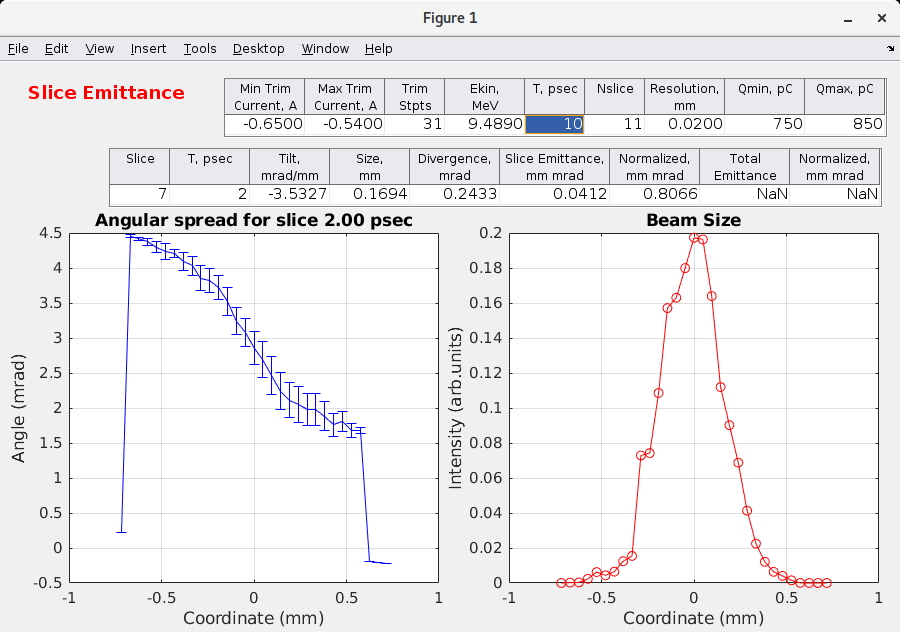 Figure 1
File Edit View Insert Tools Desktop Window Help
Slice Emittance
Min Trim Current, A Max Trim Current, A Trim Stpts Ekin, MeV T, psec Nslice Resolution, mm Qmin, pC Qmax, pC
-0.6500 -0.5400 31 9.4890 10 11 0.0200 750 850
Slice T, psec Tilt, mrad/mm Size, mm Divergence, mrad Slice Emittance, mm mrad Normalized, mm mrad Total Emittance Normalized, mm mrad
7 2 -3.5327 0.1694 0.2433 0.0412 0.8066 NaN NaN
Angular spread for slice 2.00 psec
4.5
4
3.5
3
2.5
2
1.5
1
0.5
0
-0.5
Angle (mrad)
-1 -0.5 0 0.5 1
Coordinate (mm)
Beam Size
0.2
0.18
0.16
0.14
0.12
0.1
0.08
0.06
0.04
0.02
0
Intensity (arb.units)
-1 -0.5 0 0.5 1
Coordinate (mm)